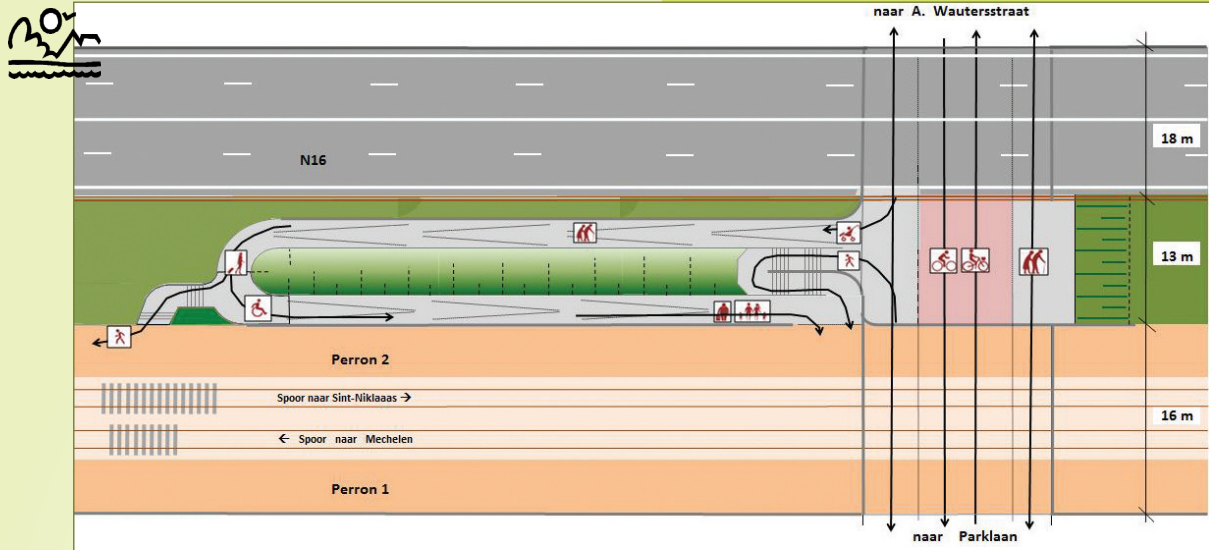 naar A. Wautersstraat
18 m
N16
13 m
Perron 2
Spoor naar Sint-Niklaaas →
← Spoor naar Mechelen
16 m
Perron 1
naar Parklaan